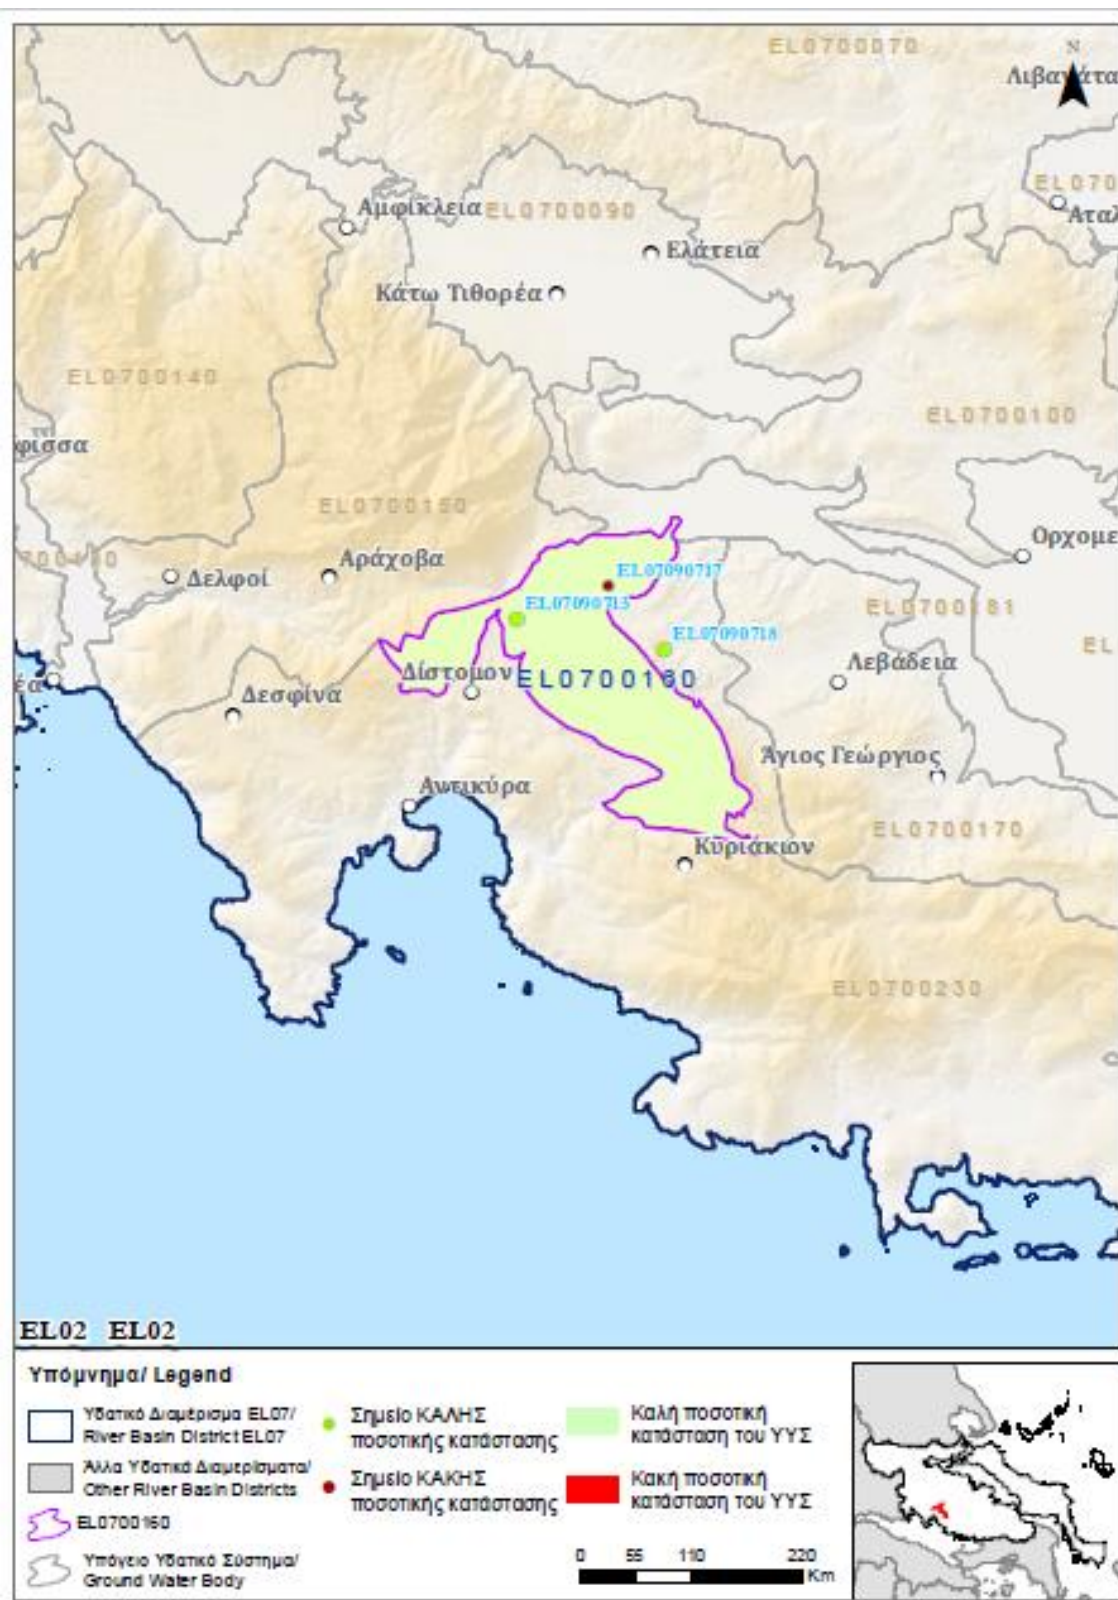 EL0700070
N
Λιβανάτα
EL070
Αταλ
Αμφίκλεια
EL0700090
Ελάτεια
Κάτω Τιθορέα
EL0700140
EL0700100
φισσα
EL0700150
Ορχομε
Αράχοβα
Δελφοί
EL07090717
EL07090713
EL0700181
EL07090718
EL
Λεβάδεια
Δίστομον
EL0700160
έα
Δεσφίνα
Άγιος Γεώργιος
Αντικύρα
EL0700170
Κυριάκιον
EL0700230
EL02 EL02
Υπόμνημα/ Legend
Υδατικό Διαμέρισμα EL07/
River Basin District EL07
Άλλα Υδατικά Διαμερίσματα/
Other River Basin Districts
EL0700160
Υπόγειο Υδατικό Σύστημα/
Ground Water Body
Σημείο ΚΑΛΗΣ
ποσοτικής κατάστασης
Σημείο ΚΑΚΗΣ
ποσοτικής κατάστασης
Καλή ποσοτική
κατάσταση του ΥΥΣ
Κακή ποσοτική
κατάσταση του ΥΥΣ
0 55 110 220
Km